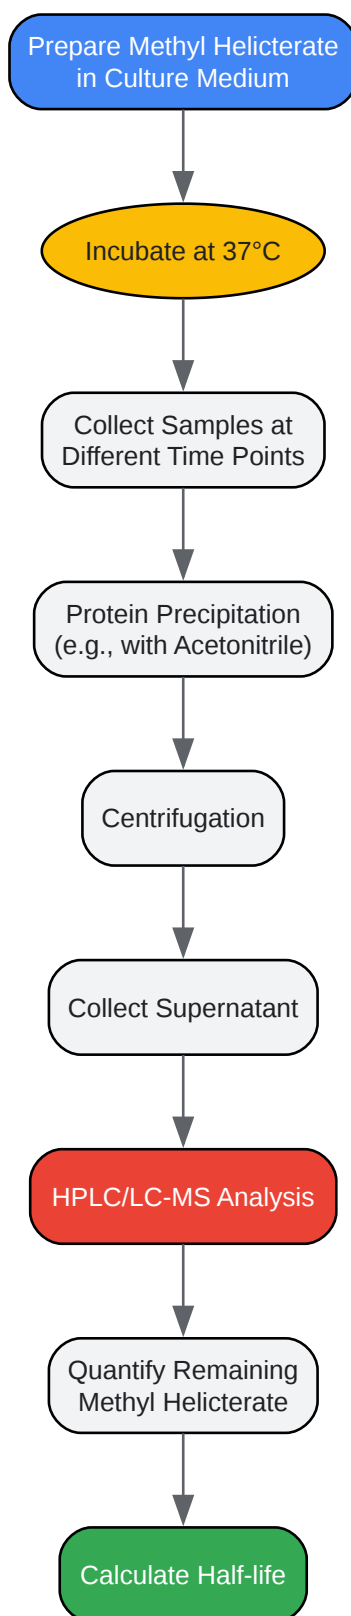 Prepare Methyl Helicterate
in Culture Medium
Incubate at 37°C
Collect Samples at
Different Time Points
Protein Precipitation
(e.g., with Acetonitrile)
Centrifugation
Collect Supernatant
HPLC/LC-MS Analysis
Quantify Remaining
Methyl Helicterate
Calculate Half-life